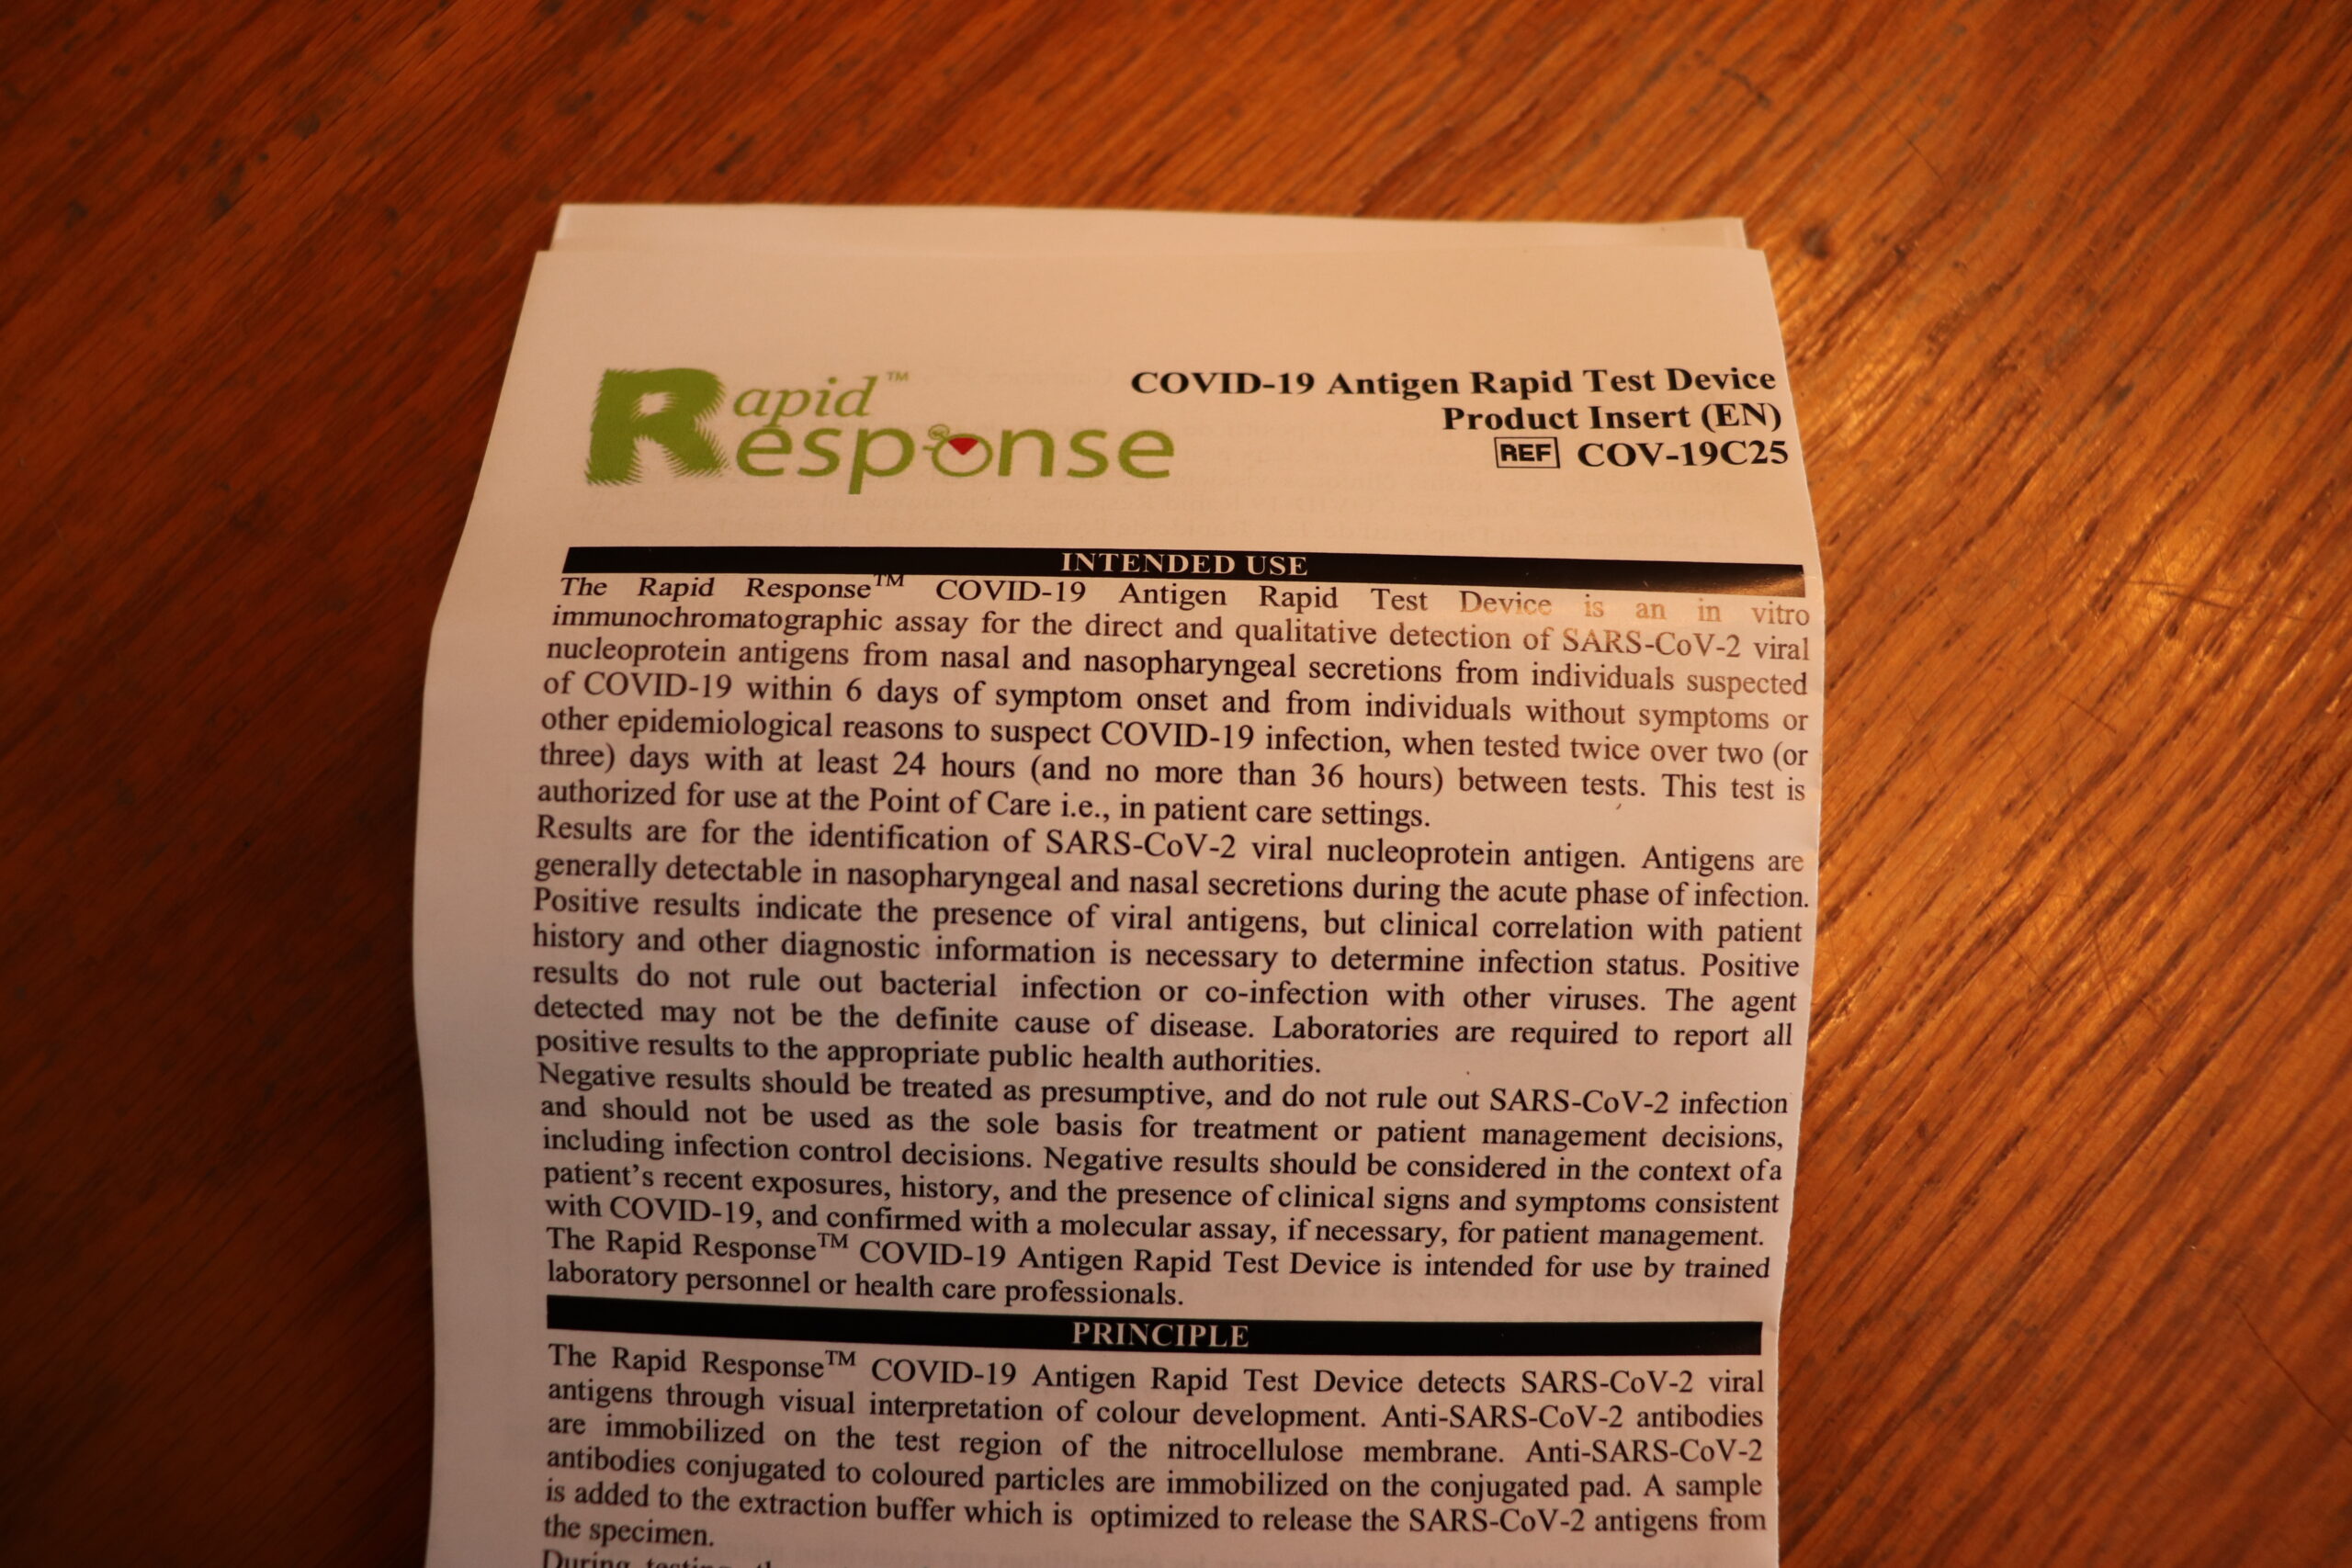 Rapid™
Response
COVID-19 Antigen Rapid Test Device
Product Insert (EN)
REF COV-19C25
INTENDED USE
The Rapid Response™ COVID-19 Antigen Rapid Test Device is an in vitro
immunochromatographic assay for the direct and qualitative detection of SARS-CoV-2 viral
nucleoprotein antigens from nasal and nasopharyngeal secretions from individuals suspected
of COVID-19 within 6 days of symptom onset and from individuals without symptoms or
other epidemiological reasons to suspect COVID-19 infection, when tested twice over two (or
three) days with at least 24 hours (and no more than 36 hours) between tests. This test is
authorized for use at the Point of Care i.e., in patient care settings.
Results are for the identification of SARS-CoV-2 viral nucleoprotein antigen. Antigens are
generally detectable in nasopharyngeal and nasal secretions during the acute phase of infection.
Positive results indicate the presence of viral antigens, but clinical correlation with patient
history and other diagnostic information is necessary to determine infection status. Positive
results do not rule out bacterial infection or co-infection with other viruses. The agent
detected may not be the definite cause of disease. Laboratories are required to report all
positive results to the appropriate public health authorities.
Negative results should be treated as presumptive, and do not rule out SARS-CoV-2 infection
and should not be used as the sole basis for treatment or patient management decisions,
including infection control decisions. Negative results should be considered in the context ofa
patient’s recent exposures, history, and the presence of clinical signs and symptoms consistent
with COVID-19, and confirmed with a molecular assay, if necessary, for patient management.
The Rapid Response™ COVID-19 Antigen Rapid Test Device is intended for use by trained
laboratory personnel or health care professionals.
PRINCIPLE
The Rapid Response™ COVID-19 Antigen Rapid Test Device detects SARS-CoV-2 viral
antigens through visual interpretation of colour development. Anti-SARS-CoV-2 antibodies
are immobilized on the test region of the nitrocellulose membrane. Anti-SARS-CoV-2
antibodies conjugated to coloured particles are immobilized on the conjugated pad. A sample
is added to the extraction buffer which is optimized to release the SARS-CoV-2 antigens from
the specimen.
During testing